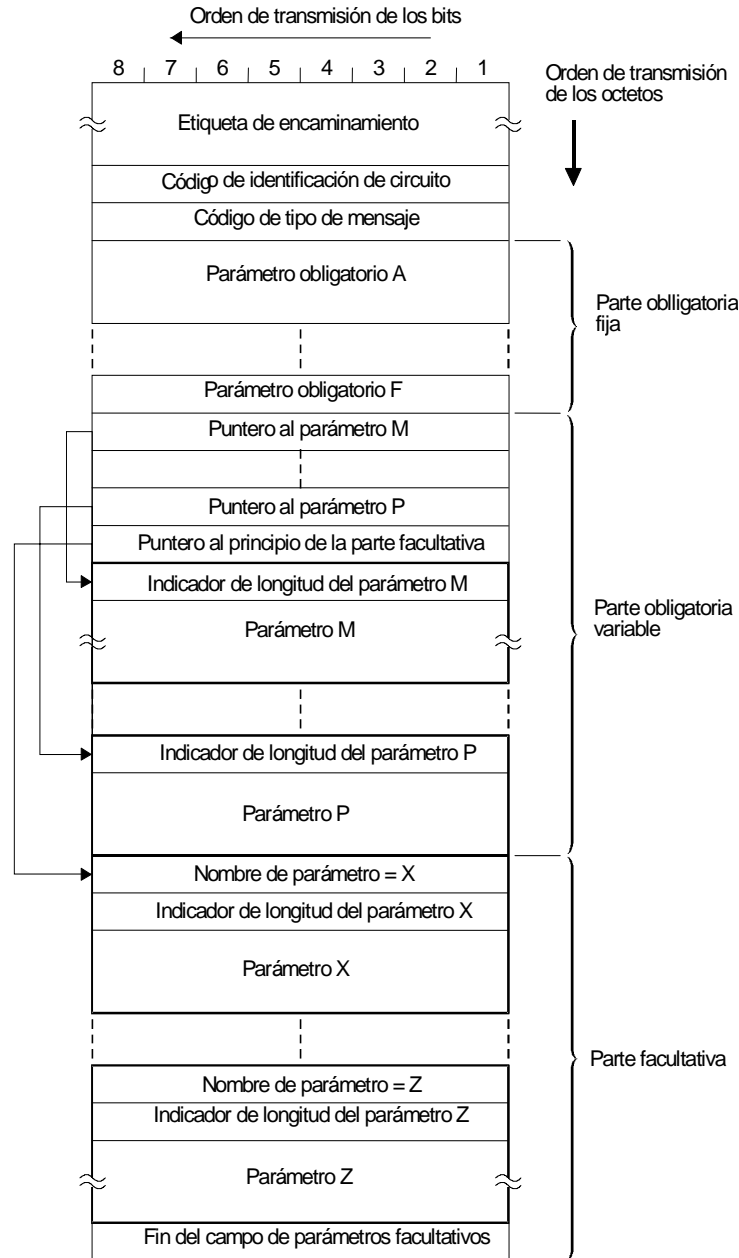 Orden de transmisión de los bits
8 7 6 5 4 3 2 1
Orden de transmisión
de los octetos
Etiqueta de encaminamiento
Código de identificación de circuito
Código de tipo de mensaje
Parámetro obligatorio A
Parte oblligatoria
fija
Parámetro obligatorio F
Puntero al parámetro M
Puntero al parámetro P
Puntero al principio de la parte facultativa
Indicador de longitud del parámetro M
Parámetro M
Parte obligatoria
variable
Indicador de longitud del parámetro P
Parámetro P
Nombre de parámetro = X
Indicador de longitud del parámetro X
Parámetro X
Parte facultativa
Nombre de parámetro = Z
Indicador de longitud del parámetro Z
Parámetro Z
Fin del campo de parámetros facultativos